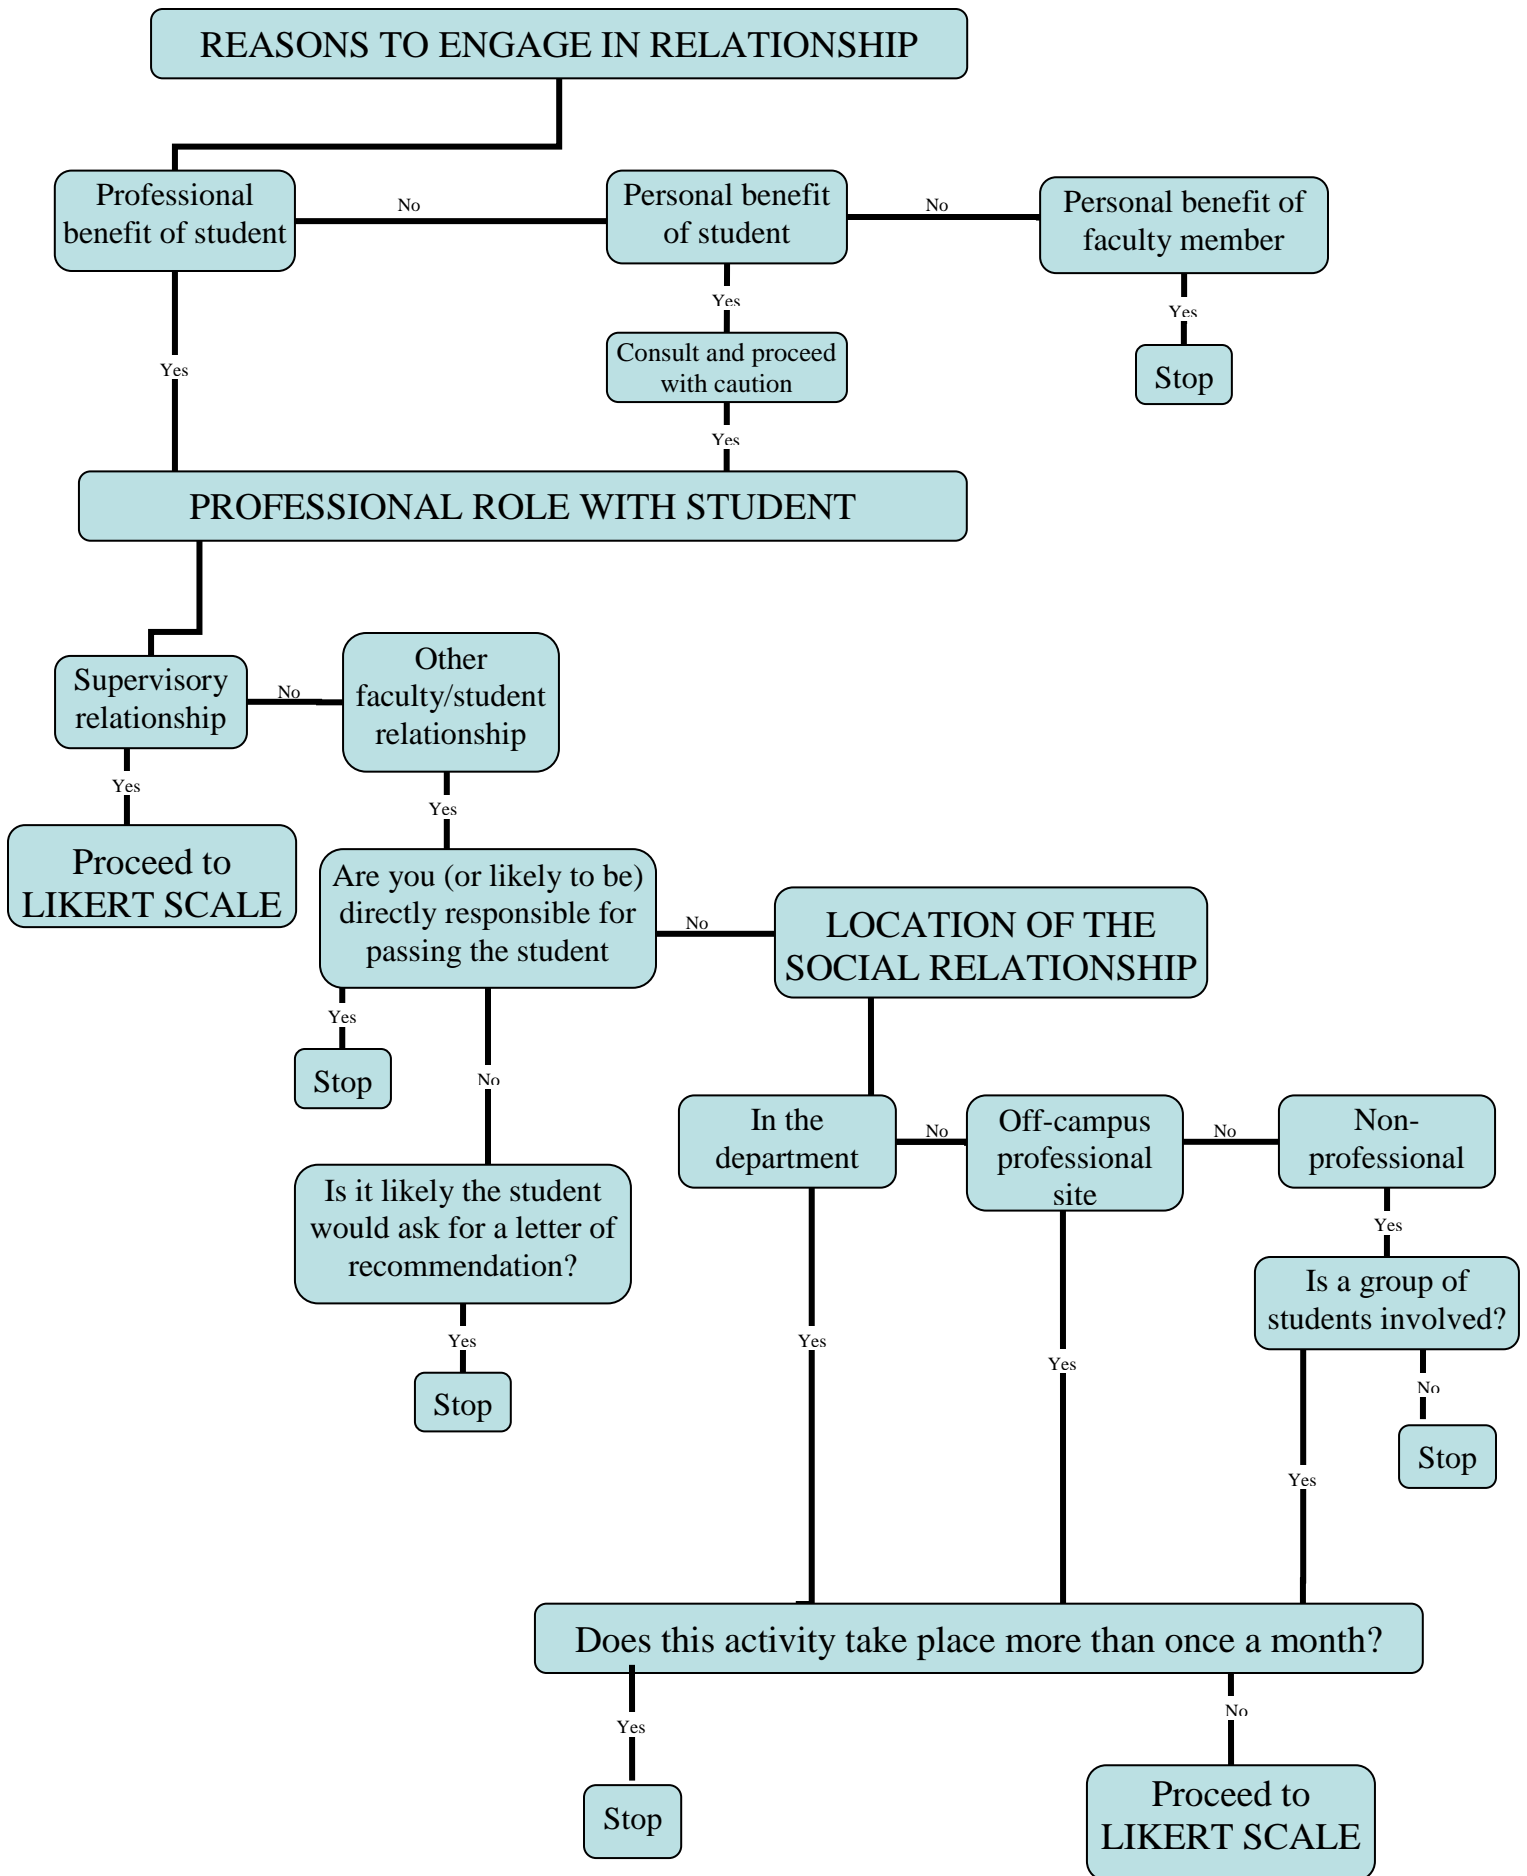 REASONS TO ENGAGE IN RELATIONSHIP
Professional
benefit of student
No
Personal benefit
of student
No
Personal benefit of
faculty member
Yes
Yes
Yes
Consult and proceed
with caution
Stop
Yes
PROFESSIONAL ROLE WITH STUDENT
Supervisory
relationship
No
Other
faculty/student
relationship
Yes
Yes
Proceed to
LIKERT SCALE
Are you (or likely to be)
directly responsible for
passing the student
No
LOCATION OF THE
SOCIAL RELATIONSHIP
Yes
Stop
No
In the
department
No
Off-campus
professional
site
No
Non-
professional
Is it likely the student
would ask for a letter of
recommendation?
Yes
Is a group of
students involved?
Yes
Stop
Yes
Yes
No
Stop
Yes
Does this activity take place more than once a month?
Yes
No
Stop
Proceed to
LIKERT SCALE